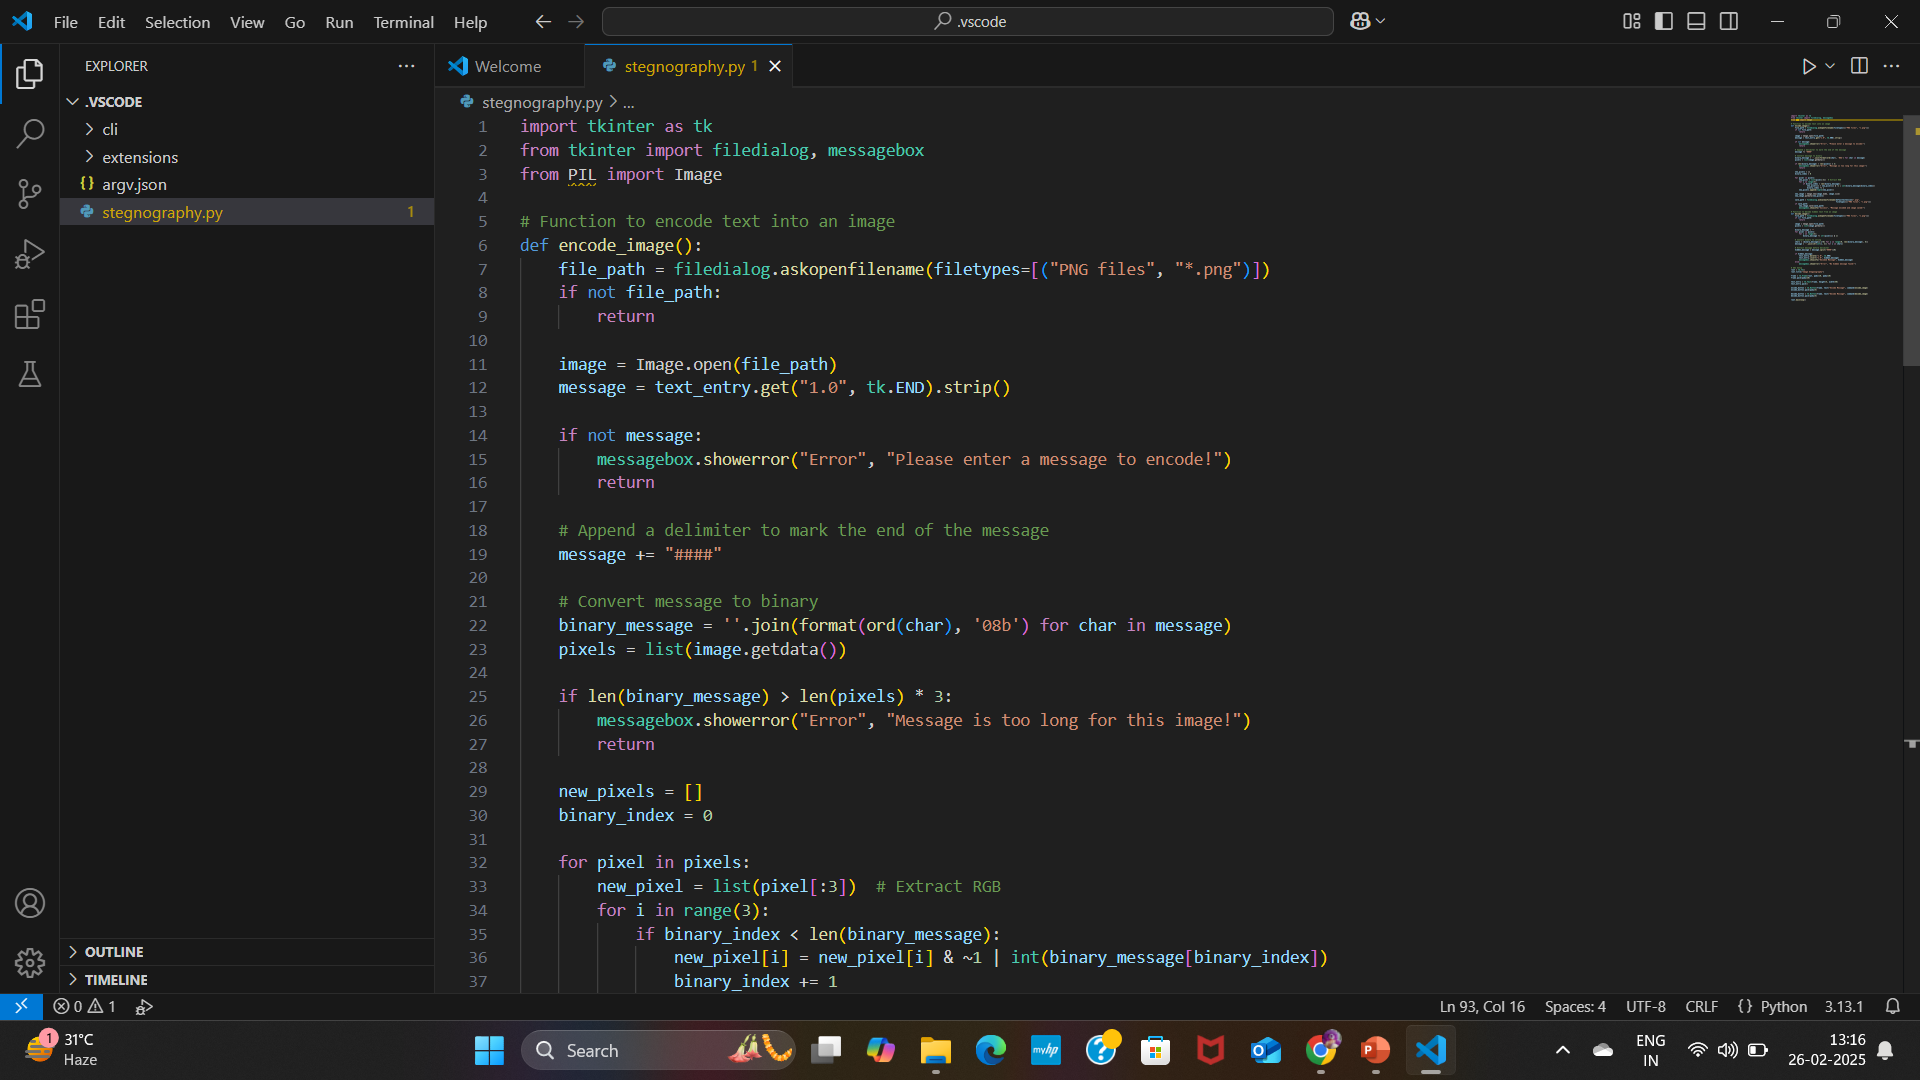 File Edit Selection View Go Run Terminal Help
.vscode
EXPLORER
.VSCODE
cli
extensions
{} argv.json
stegnography.py 1
OUTLINE
TIMELINE
Welcome
stegnography.py 1
stegnography.py > ...
1 import tkinter as tk
2 from tkinter import filedialog, messagebox
3 from PIL import Image
4
5 # Function to encode text into an image
6 def encode_image():
7 file_path = filedialog.askopenfilename(filetypes=[("PNG files", "*.png")])
8 if not file_path:
9 return
10
11 image = Image.open(file_path)
12 message = text_entry.get("1.0", tk.END).strip()
13
14 if not message:
15 messagebox.showerror("Error", "Please enter a message to encode!")
16 return
17
18 # Append a delimiter to mark the end of the message
19 message += "####"
20
21 # Convert message to binary
22 binary_message = ''.join(format(ord(char), '08b') for char in message)
23 pixels = list(image.getdata())
24
25 if len(binary_message) > len(pixels) * 3:
26 messagebox.showerror("Error", "Message is too long for this image!")
27 return
28
29 new_pixels = []
30 binary_index = 0
31
32 for pixel in pixels:
33 new_pixel = list(pixel[:3]) # Extract RGB
34 for i in range(3):
35 if binary_index < len(binary_message):
36 new_pixel[i] = new_pixel[i] & ~1 | int(binary_message[binary_index])
37 binary_index += 1
0 1
Ln 93, Col 16 Spaces: 4 UTF-8 CRLF {} Python 3.13.1
1
31°C
Haze
Search
myhp
ENG
IN
13:16
26-02-2025